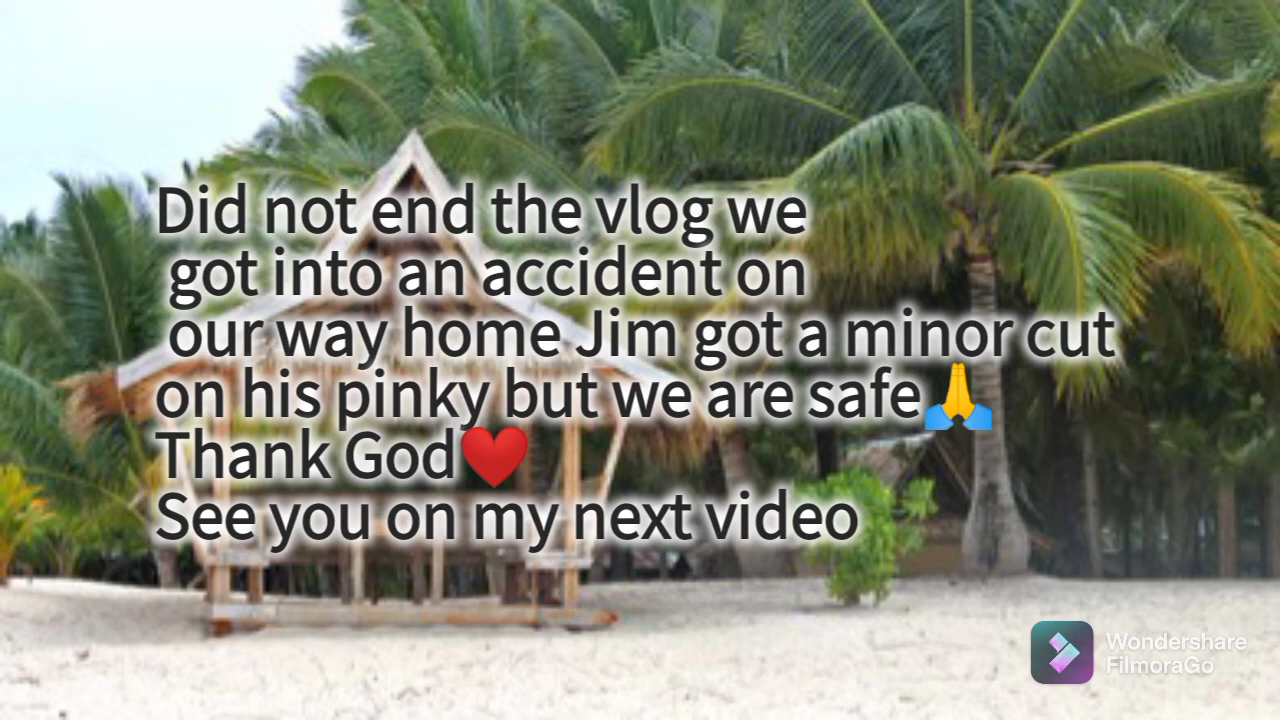 Did not end the vlog we
got into an accident on
our way home Jim got a minor cut
on his pinky but we are safe🙏
Thank God❤️
See you on my next video
Wondershare
FilmoraGo